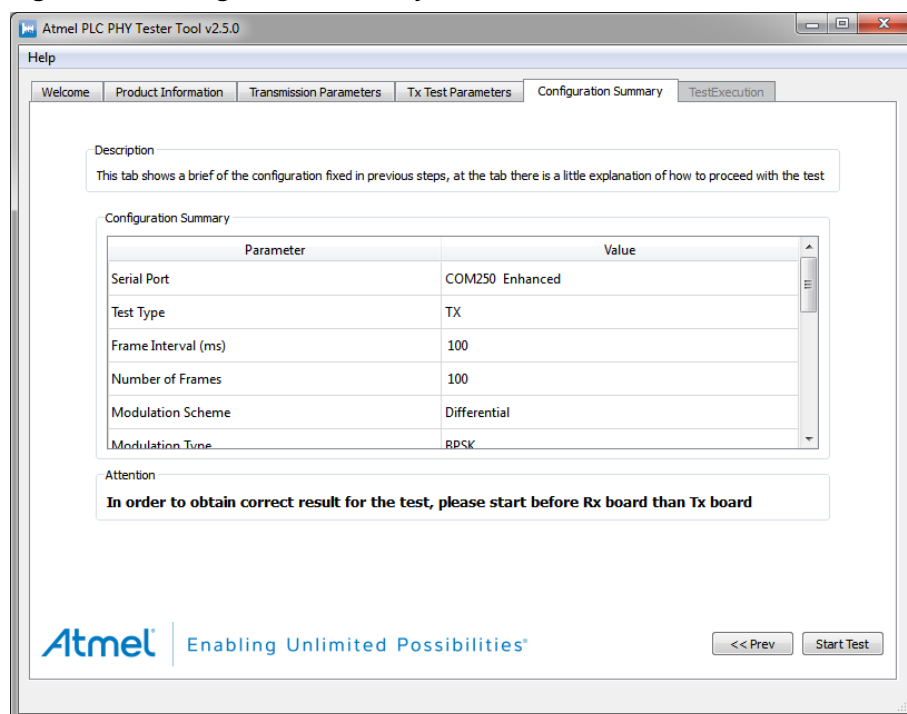 Atmel PLC PHY Tester Tool v2.5.0
Help
Welcome Product Information Transmission Parameters Tx Test Parameters Configuration Summary TestExecution
Description
This tab shows a brief of the configuration fixed in previous steps, at the tab there is a little explanation of how to proceed with the test
Configuration Summary
Parameter Value
Serial Port COM250 Enhanced
Test Type TX
Frame Interval (ms) 100
Number of Frames 100
Modulation Scheme Differential
Modulation Type BPSK
Attention
In order to obtain correct result for the test, please start before Rx board than Tx board
Atmel Enabling Unlimited Possibilities®
<< Prev Start Test